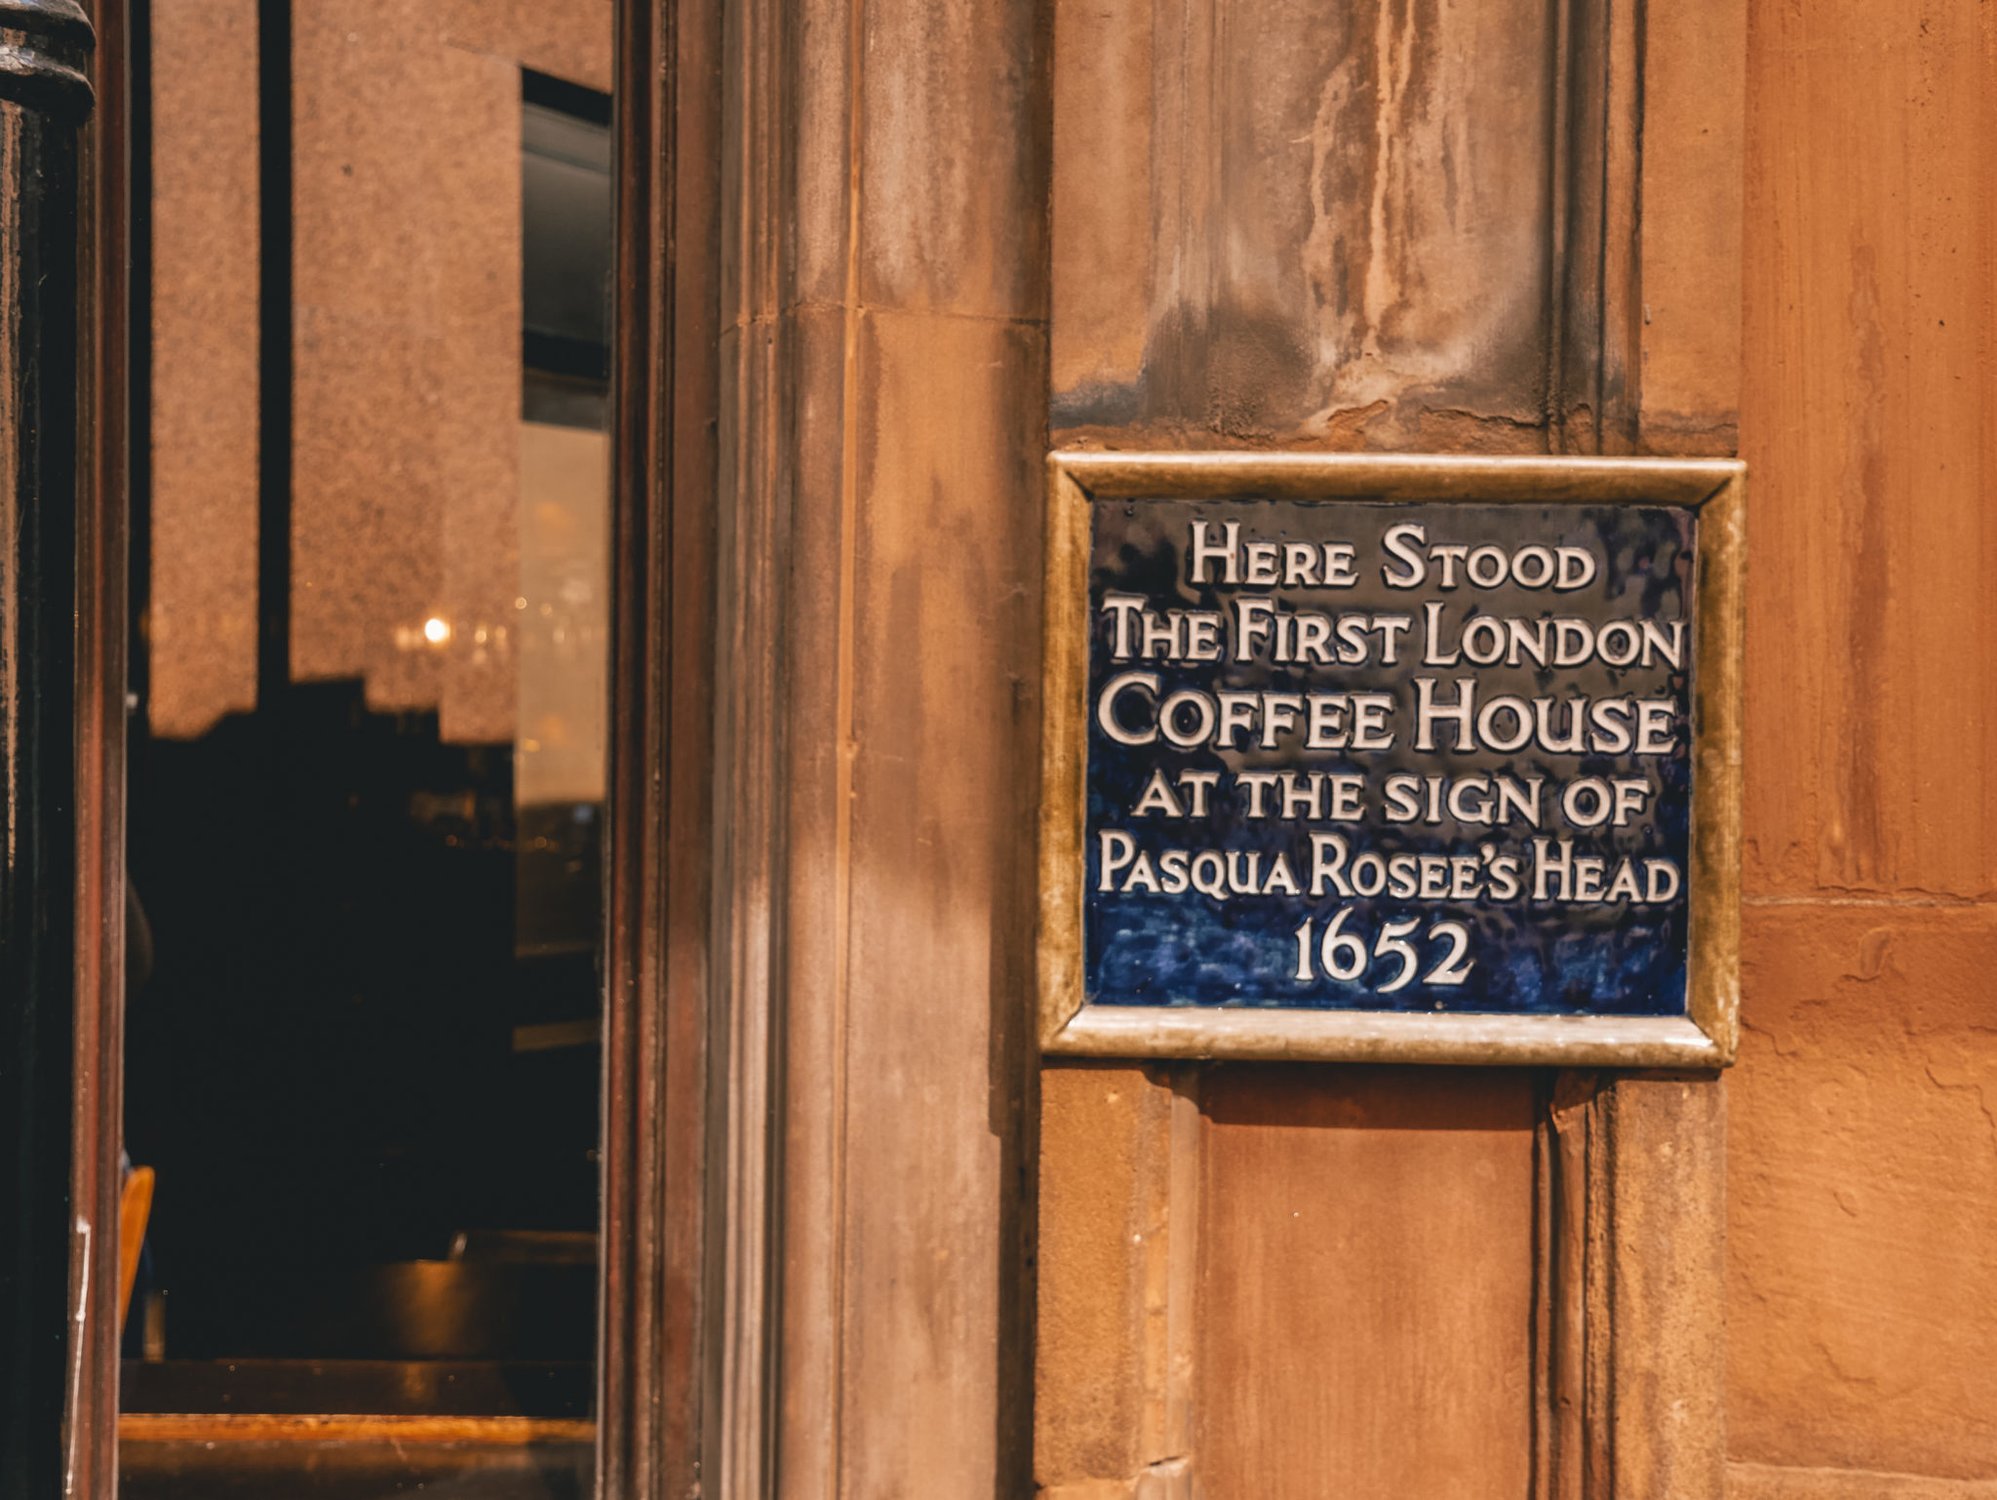 Here Stood
The First London
Coffee House
at the sign of
Pasqua Rosee's Head
1652